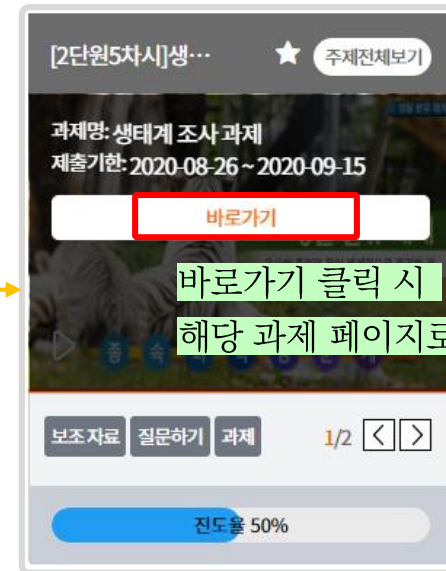 [2단원5차시]생…
주제전체보기
과제명: 생태계 조사 과제
제출기한: 2020-08-26 ~ 2020-09-15
바로가기
바로가기 클릭 시
해당 과제 페이지로
종 속
보조자료 질문하기 과제 1/2
진도율 50%